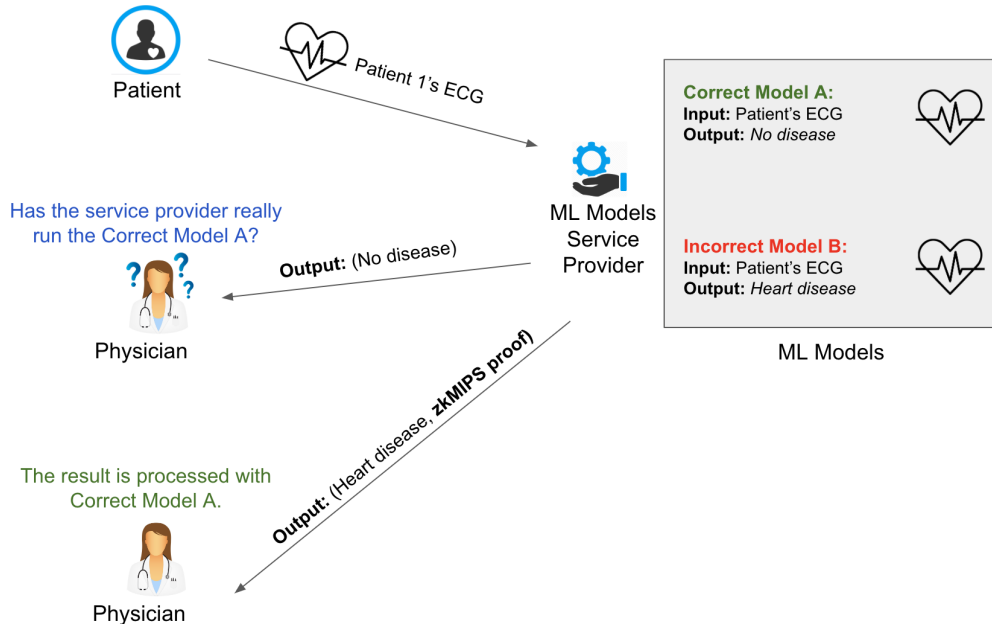 Patient
Patient 1's ECG
Correct Model A:
Input: Patient's ECG
Output: No disease
ML Models
Service
Provider
Incorrect Model B:
Input: Patient's ECG
Output: Heart disease
ML Models
Has the service provider really
run the Correct Model A?
? ? ?
Output: (No disease)
Physician
Output: (Heart disease, zkMIPS proof)
The result is processed with
Correct Model A.
Physician